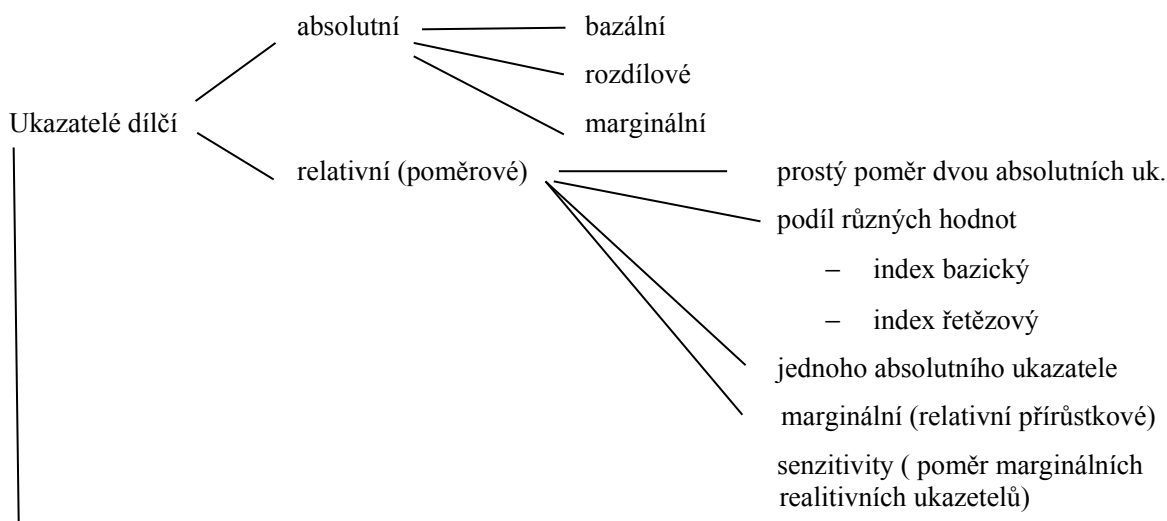 absolutní
bazální
rozdílové
Ukazatelé dílčí
marginální
relativní (poměrové)
prostý poměr dvou absolutních uk.
podíl různých hodnot
– index bazický
– index řetězový
jednoho absolutního ukazatele
marginální (relativní přírůstkové)
senzitivity ( poměr marginálních
realitivních ukazetelů)